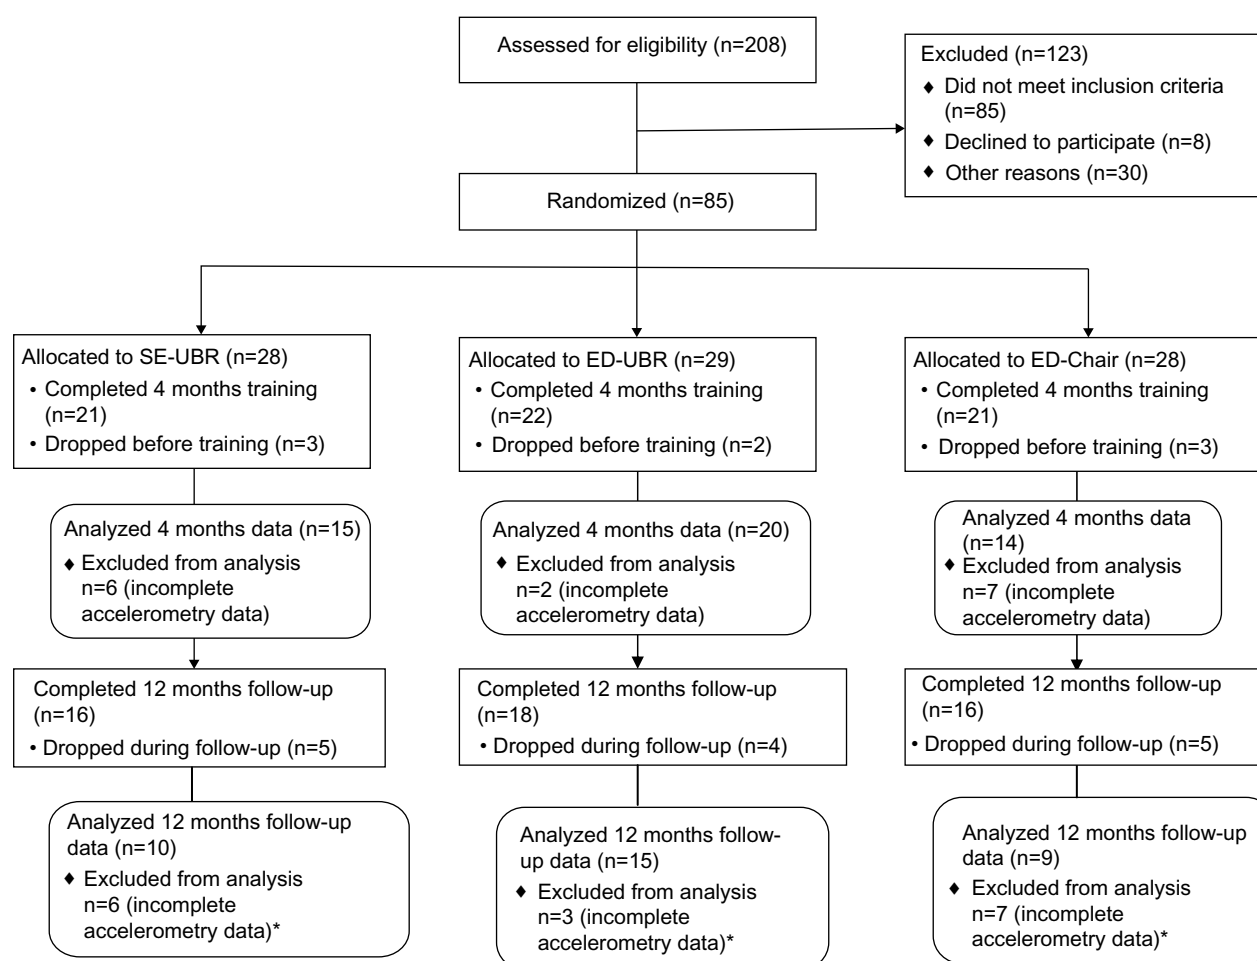 Assessed for eligibility (n=208)
Excluded (n=123)
♦ Did not meet inclusion criteria
(n=85)
♦ Declined to participate (n=8)
♦ Other reasons (n=30)
Randomized (n=85)
Allocated to SE-UBR (n=28)
• Completed 4 months training
(n=21)
• Dropped before training (n=3)
Allocated to ED-UBR (n=29)
• Completed 4 months training
(n=22)
• Dropped before training (n=2)
Allocated to ED-Chair (n=28)
• Completed 4 months training
(n=21)
• Dropped before training (n=3)
Analyzed 4 months data (n=15)
♦ Excluded from analysis
n=6 (incomplete
accelerometry data)
Analyzed 4 months data (n=20)
♦ Excluded from analysis
n=2 (incomplete
accelerometry data)
Analyzed 4 months data
(n=14)
♦ Excluded from analysis
n=7 (incomplete
accelerometry data)
Completed 12 months follow-up
(n=16)
• Dropped during follow-up (n=5)
Completed 12 months follow-up
(n=18)
• Dropped during follow-up (n=4)
Completed 12 months follow-up
(n=16)
• Dropped during follow-up (n=5)
Analyzed 12 months follow-up
data (n=10)
♦ Excluded from analysis
n=6 (incomplete
accelerometry data)*
Analyzed 12 months follow-
up data (n=15)
♦ Excluded from analysis
n=3 (incomplete
accelerometry data)*
Analyzed 12 months follow-up
data (n=9)
♦ Excluded from analysis
n=7 (incomplete
accelerometry data)*